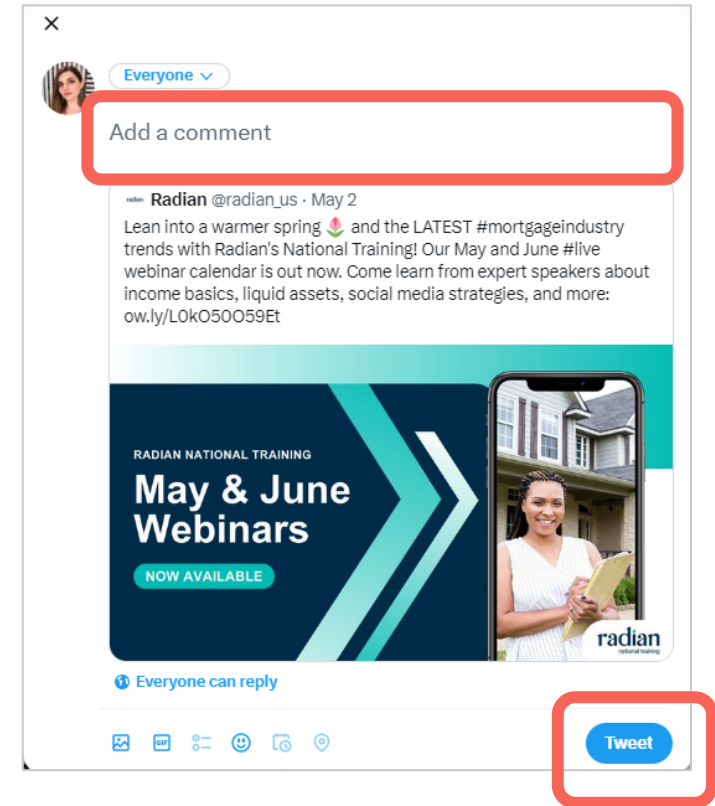 Everyone
Add a comment
radian Radian @radian_us · May 2
Lean into a warmer spring 🌷 and the LATEST #mortgageindustry
trends with Radian's National Training! Our May and June #live
webinar calendar is out now. Come learn from expert speakers about
income basics, liquid assets, social media strategies, and more:
ow.ly/L0kO50O59Et
RADIAN NATIONAL TRAINING
May & June
Webinars
NOW AVAILABLE
radian
national training
Everyone can reply
GIF
Tweet